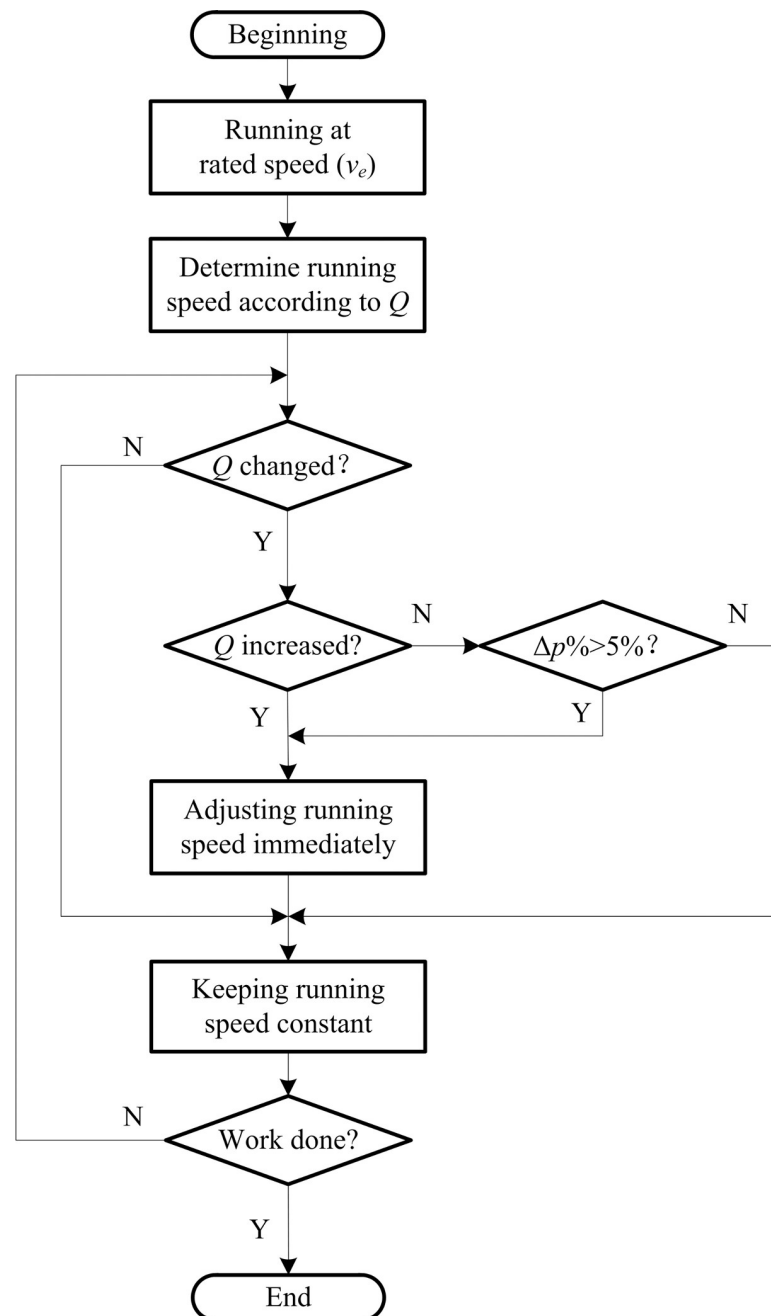 Beginning
Running at
rated speed (vₑ)
Determine running
speed according to Q
N
Q changed?
Y
Q increased?
N
Δp%>5%?
N
Y
Y
Adjusting running
speed immediately
Keeping running
speed constant
N
Work done?
Y
End